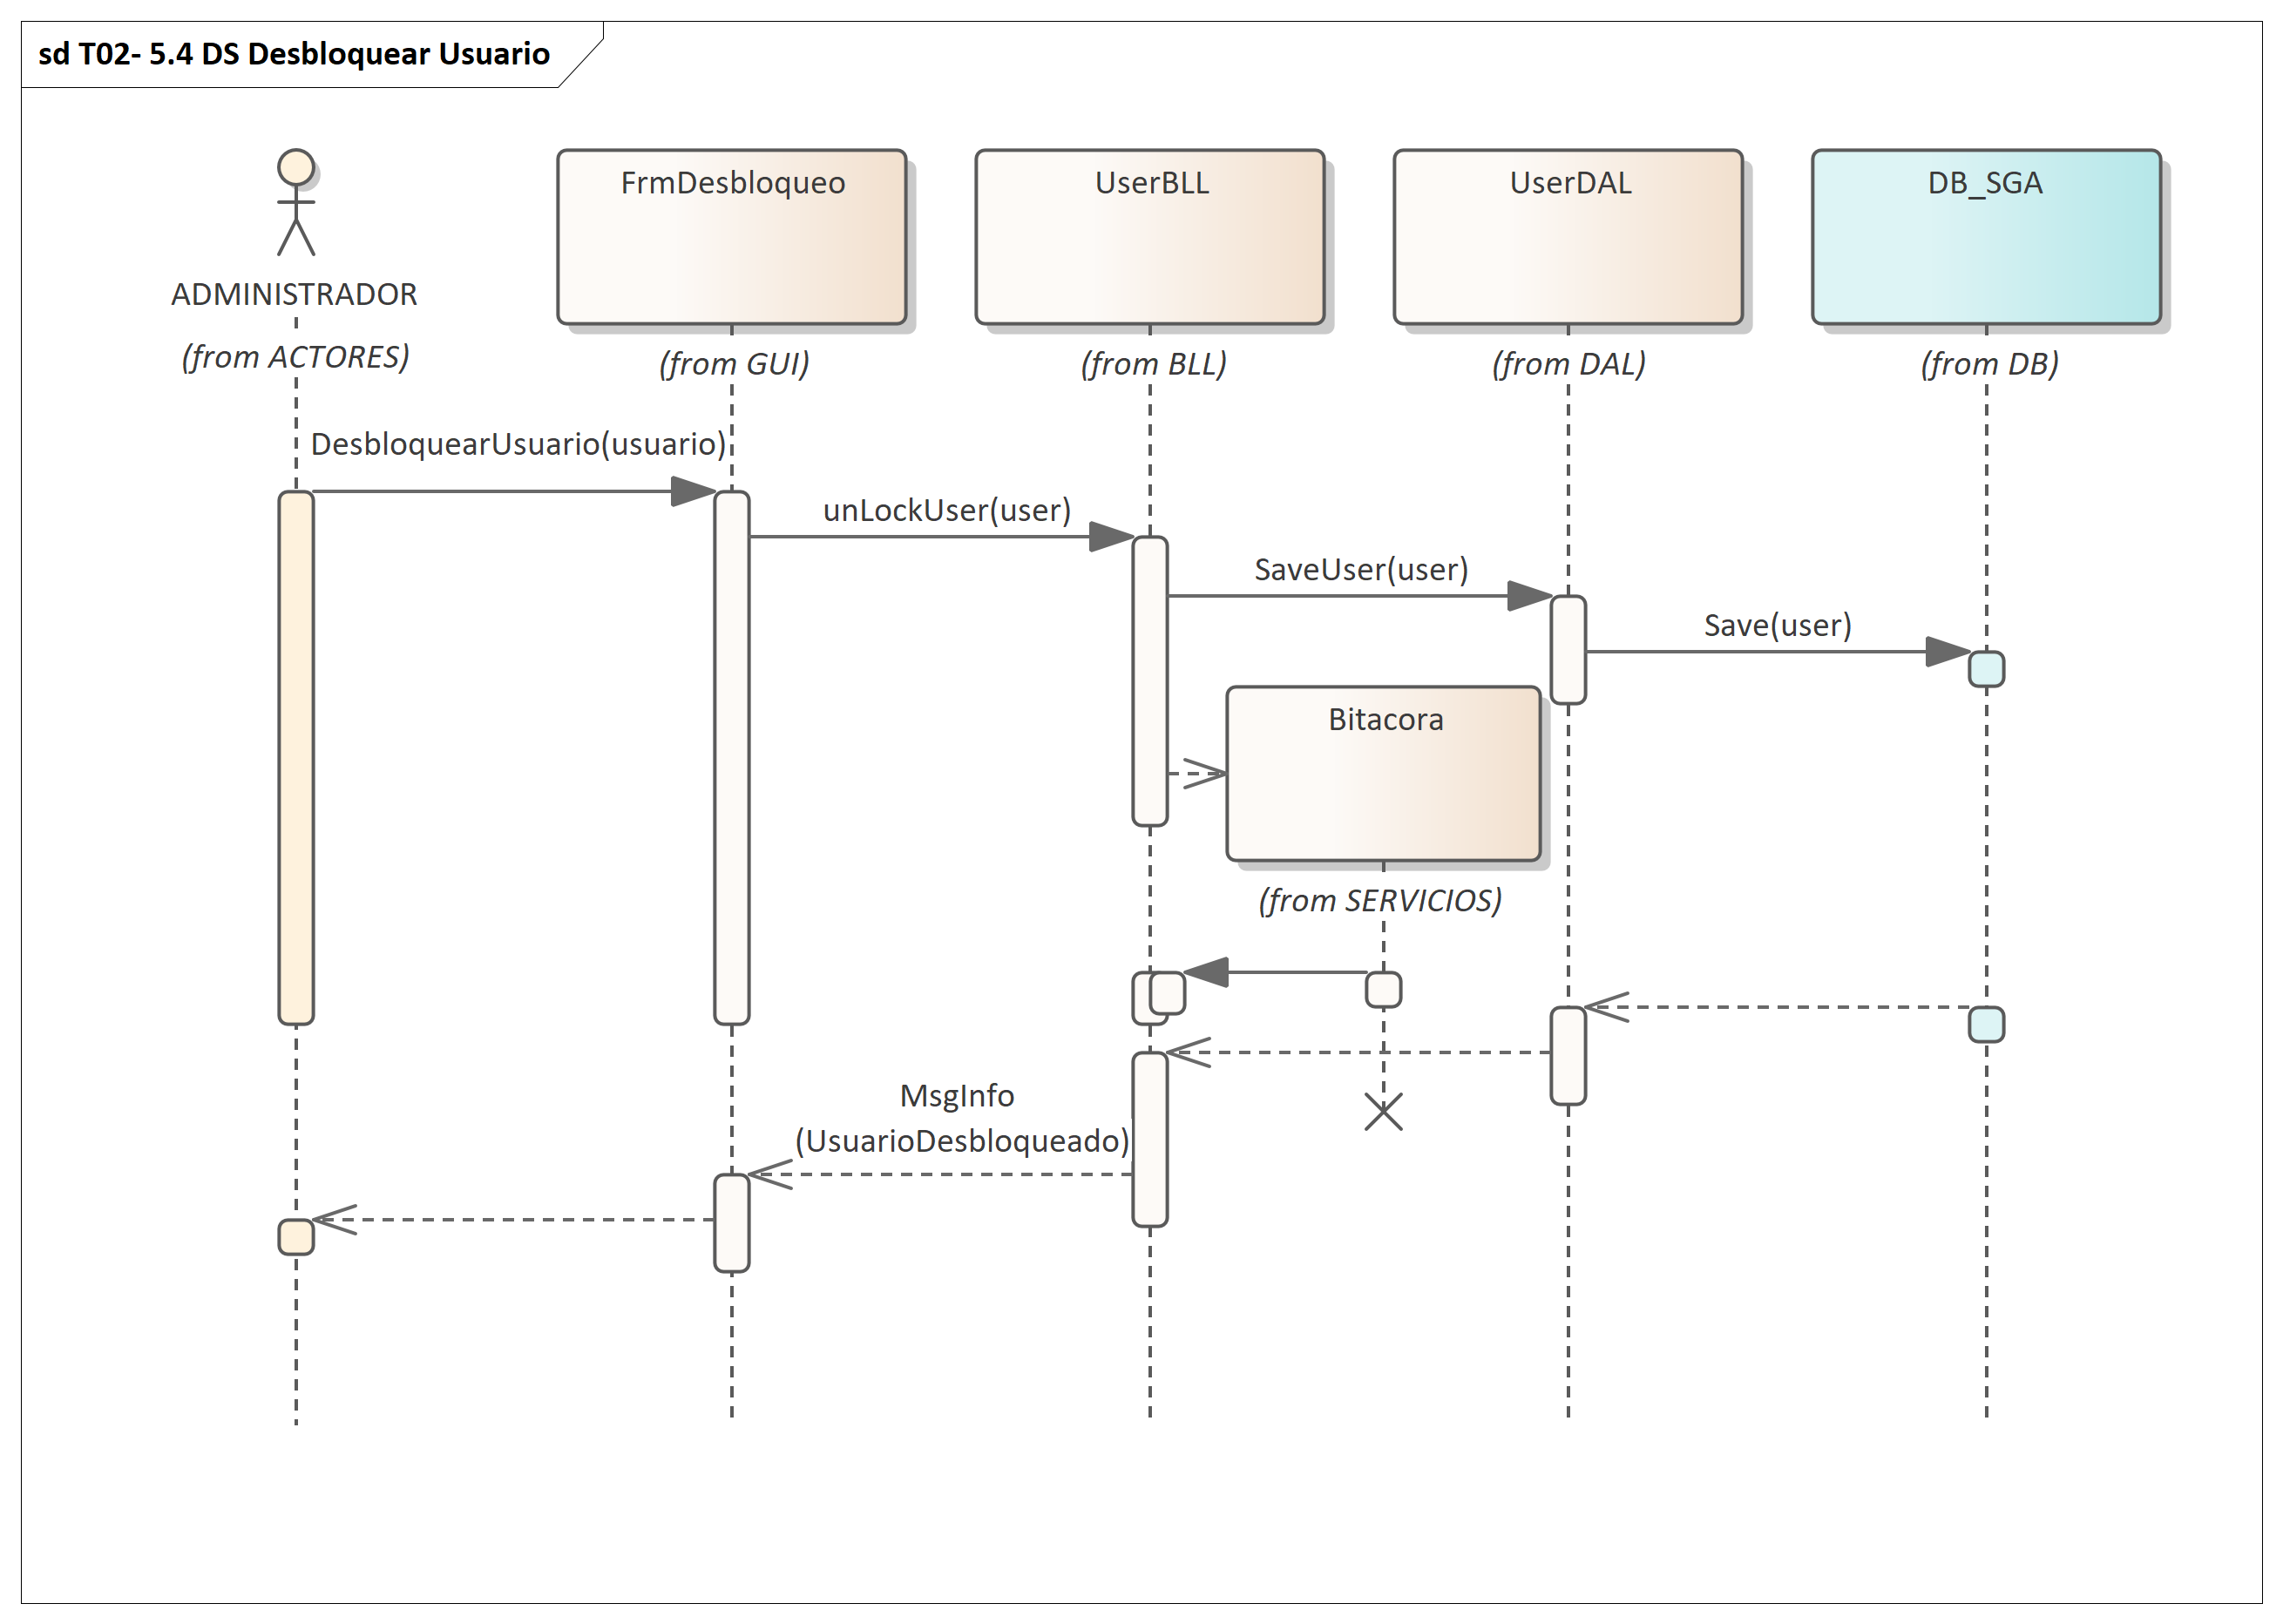 sd T02- 5.4 DS Desbloquear Usuario
FrmDesbloqueo
UserBLL
UserDAL
DB_SGA
ADMINISTRADOR
(from ACTORES)
(from GUI)
(from BLL)
(from DAL)
(from DB)
DesbloquearUsuario(usuario)
unLockUser(user)
SaveUser(user)
Save(user)
Bitacora
(from SERVICIOS)
MsgInfo
(UsuarioDesbloqueado)